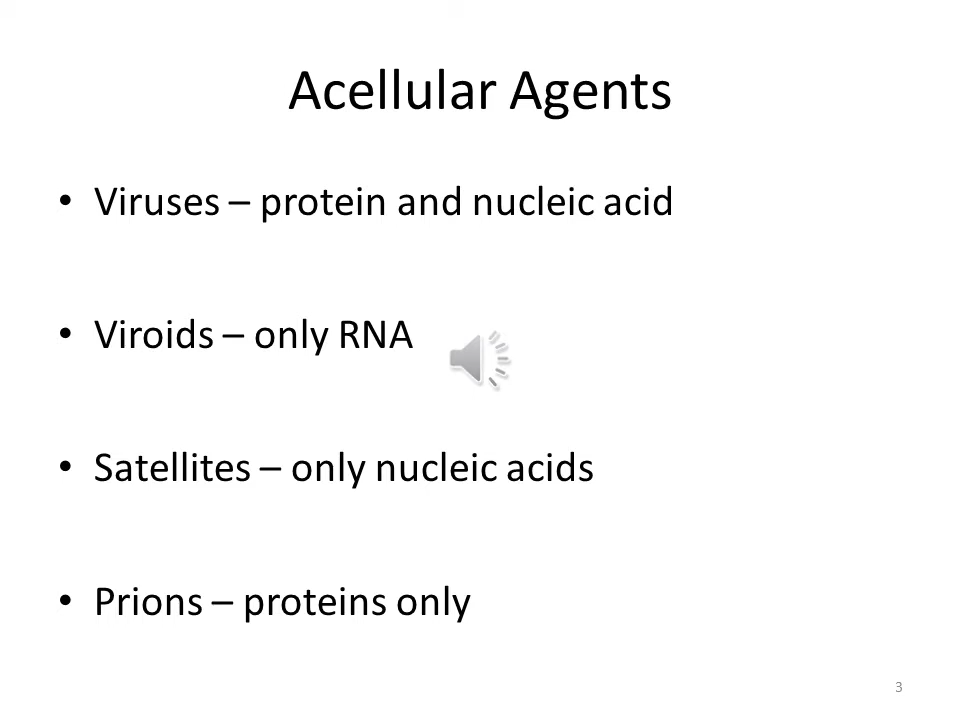 Acellular Agents
• Viruses – protein and nucleic acid
• Viroids – only RNA
• Satellites – only nucleic acids
• Prions – proteins only
3